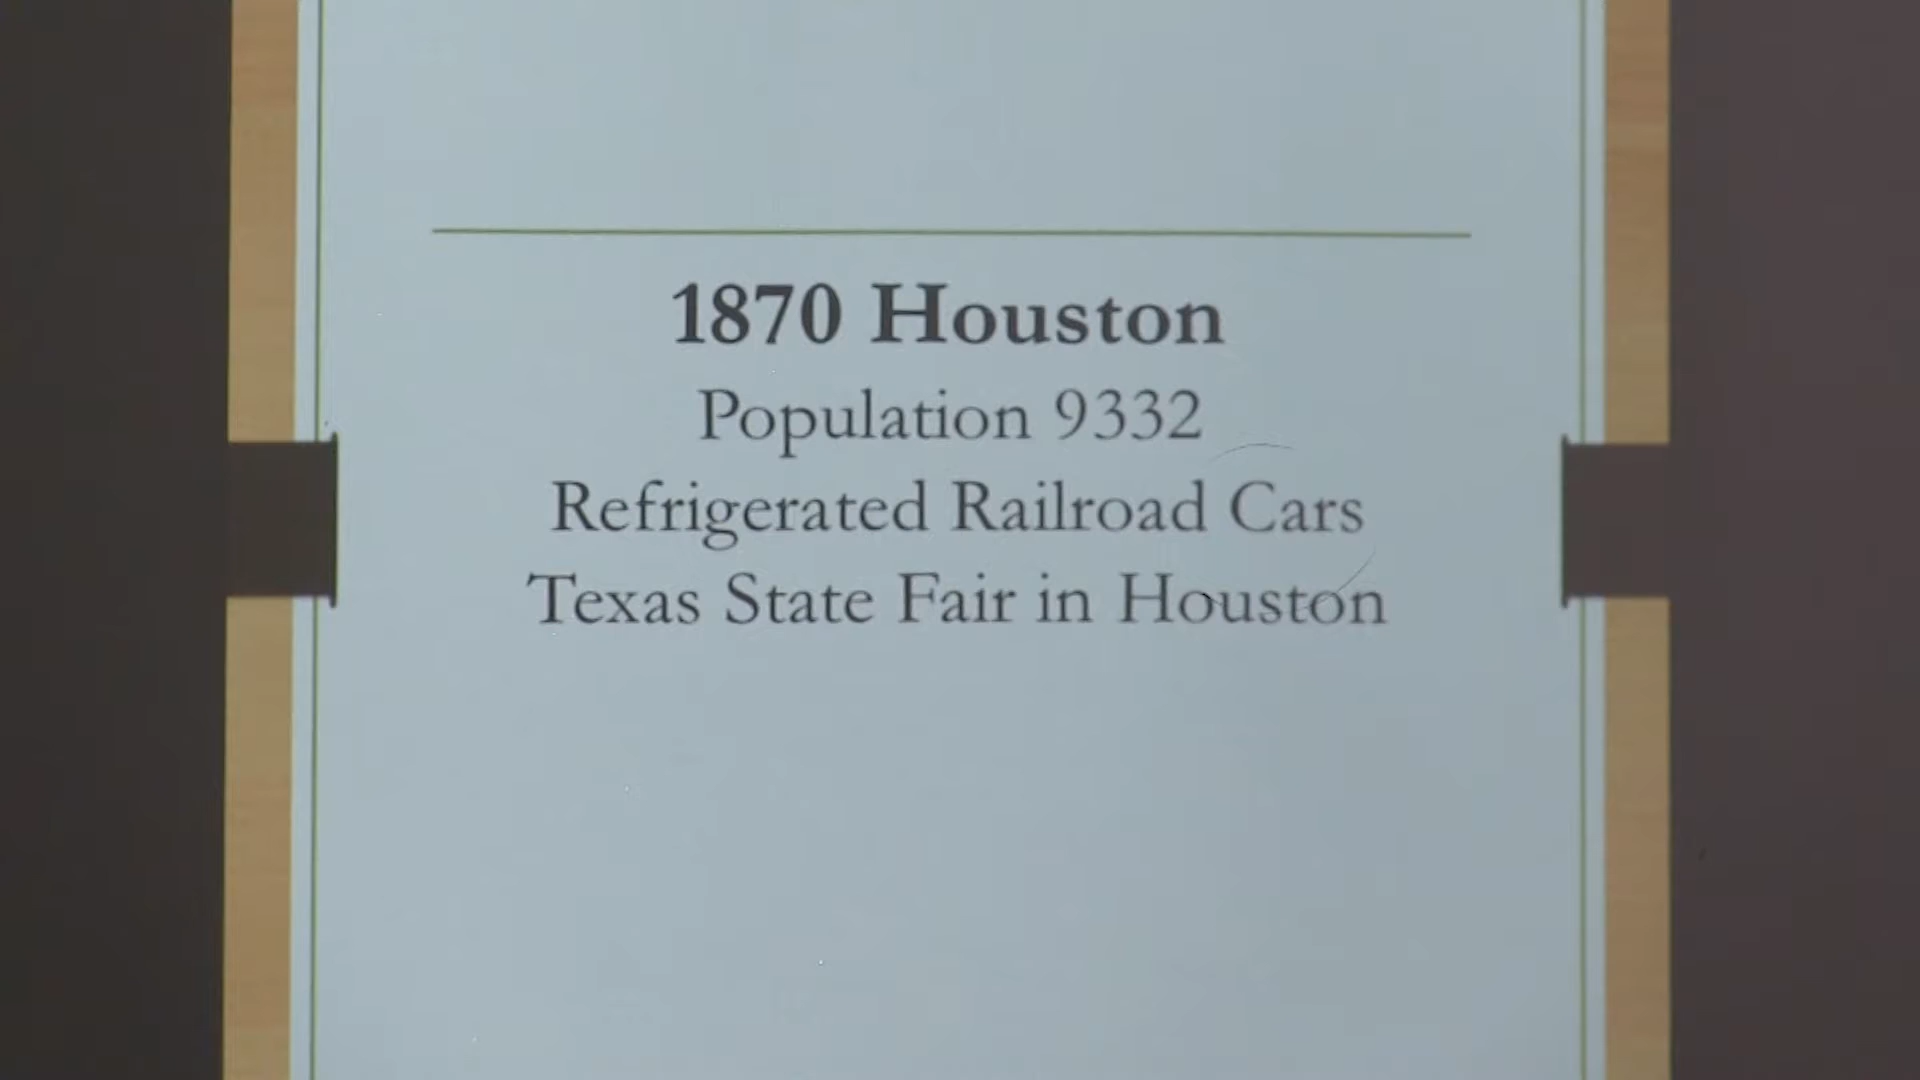 1870 Houston
Population 9332
Refrigerated Railroad Cars
Texas State Fair in Houston